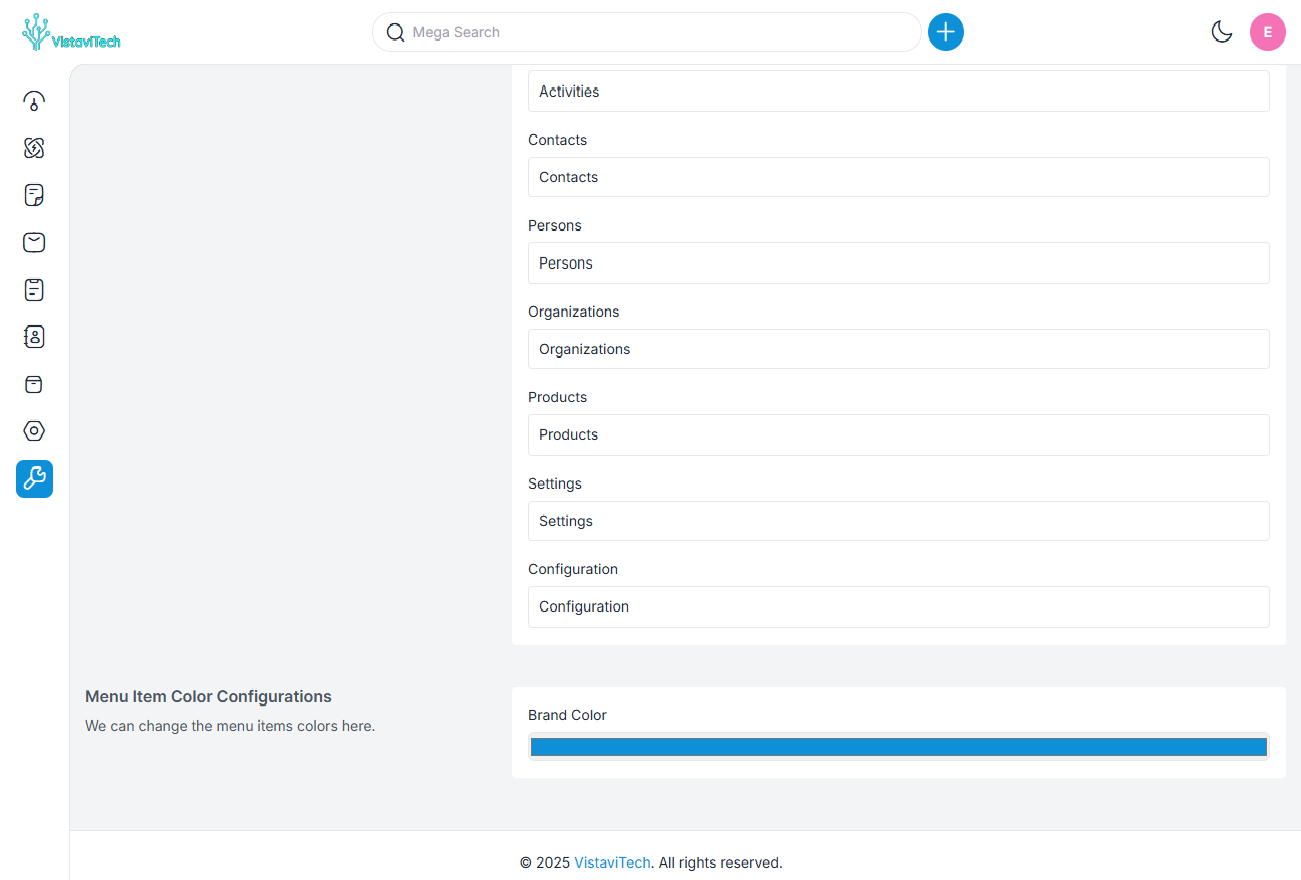 VistaviTech
Mega Search
E
Activities
Contacts
Contacts
Persons
Persons
Organizations
Organizations
Products
Products
Settings
Settings
Configuration
Configuration
Menu Item Color Configurations
We can change the menu items colors here.
Brand Color
© 2025 VistaviTech. All rights reserved.